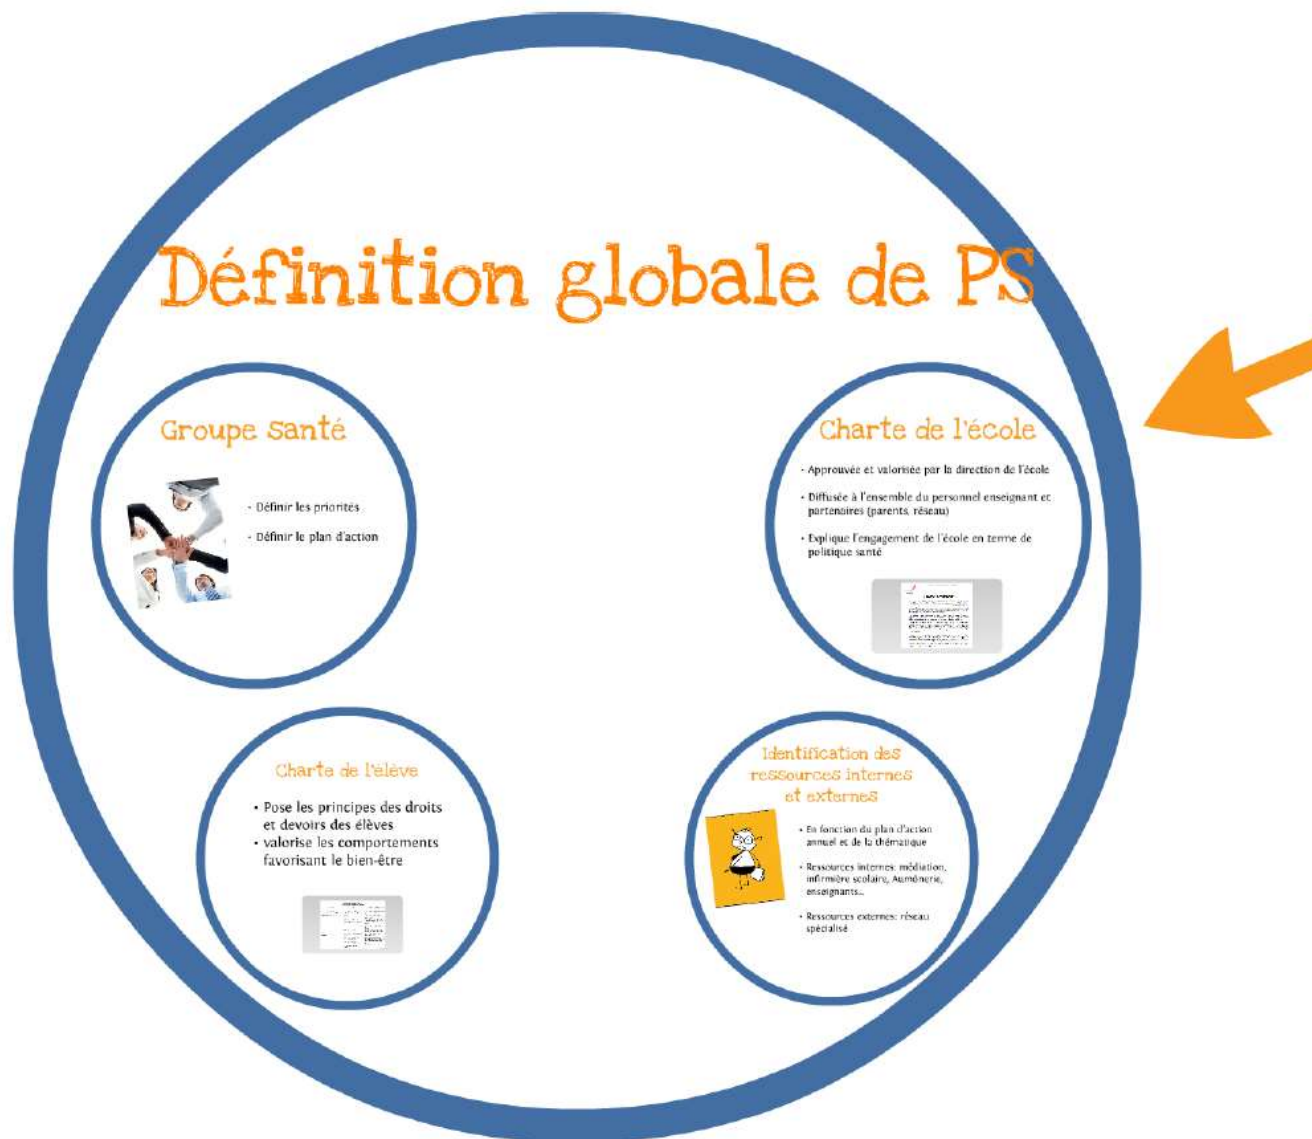 Définition globale de PS
Groupe santé
- Définir les priorités
- Définir le plan d'action
Charte de l'école
• Approuvée et valorisée par la direction de l'école
• Diffusée à l'ensemble du personnel enseignant et
partenaires (parents, réseau)
• Explique l'engagement de l'école en terme de
politique santé
Charte de l'élève
• Pose les principes des droits
et devoirs des élèves
• valorise les comportements
favorisant le bien-être
Identification des
ressources internes
et externes
• En fonction du plan d'action
annuel et de la thématique
• Ressources internes: médiation,
infirmière scolaire, Aumônerie,
enseignants...
• Ressources externes: réseau
spécialisé